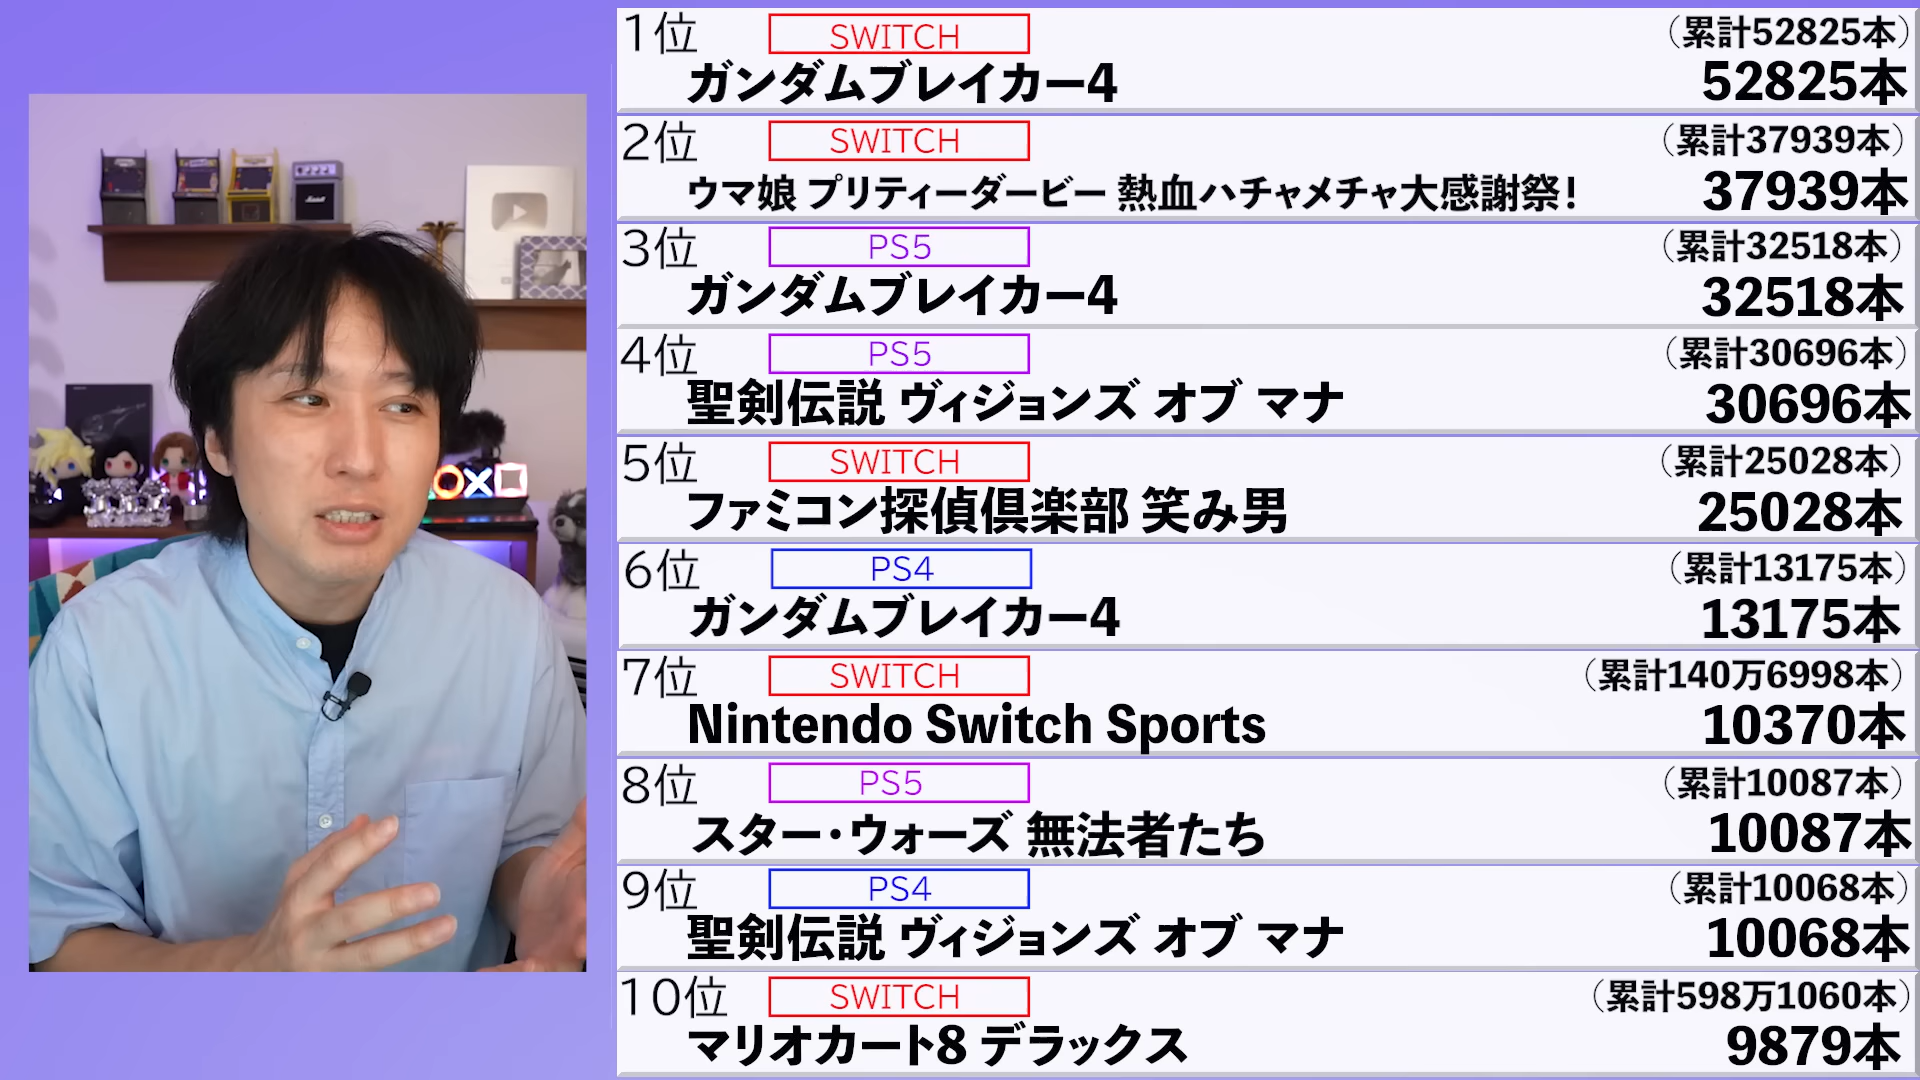 1位 SWITCH (累計52825本)
ガンダムブレイカー4 52825本
2位 SWITCH (累計37939本)
ウマ娘 プリティーダービー 熱血ハチャメチャ大感謝祭! 37939本
3位 PS5 (累計32518本)
ガンダムブレイカー4 32518本
4位 PS5 (累計30696本)
聖剣伝説 ヴィジョンズ オブ マナ 30696本
5位 SWITCH (累計25028本)
ファミコン探偵倶楽部 笑み男 25028本
6位 PS4 (累計13175本)
ガンダムブレイカー4 13175本
7位 SWITCH (累計140万6998本)
Nintendo Switch Sports 10370本
8位 PS5 (累計10087本)
スター・ウォーズ 無法者たち 10087本
9位 PS4 (累計10068本)
聖剣伝説 ヴィジョンズ オブ マナ 10068本
10位 SWITCH (累計598万1060本)
マリオカート8 デラックス 9879本
Marshall